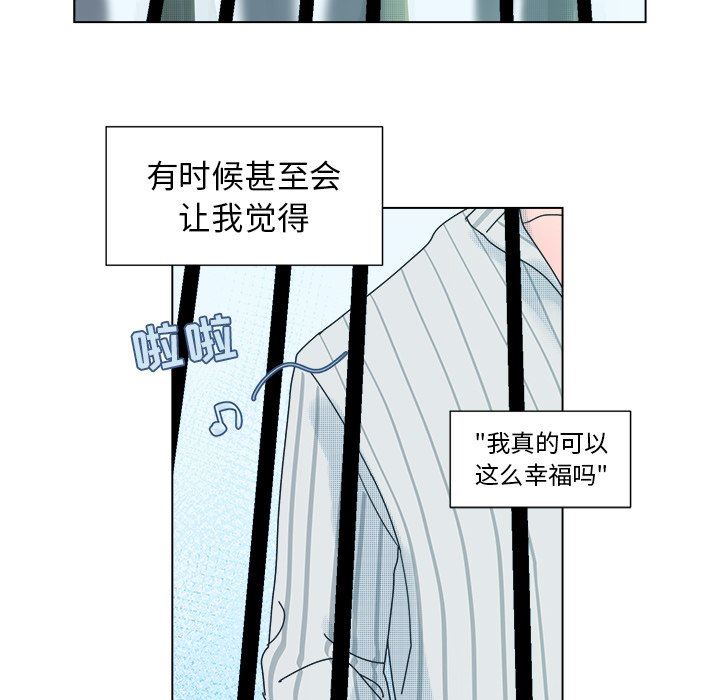 有时候甚至会
让我觉得
啦啦
"我真的可以
这么幸福吗"